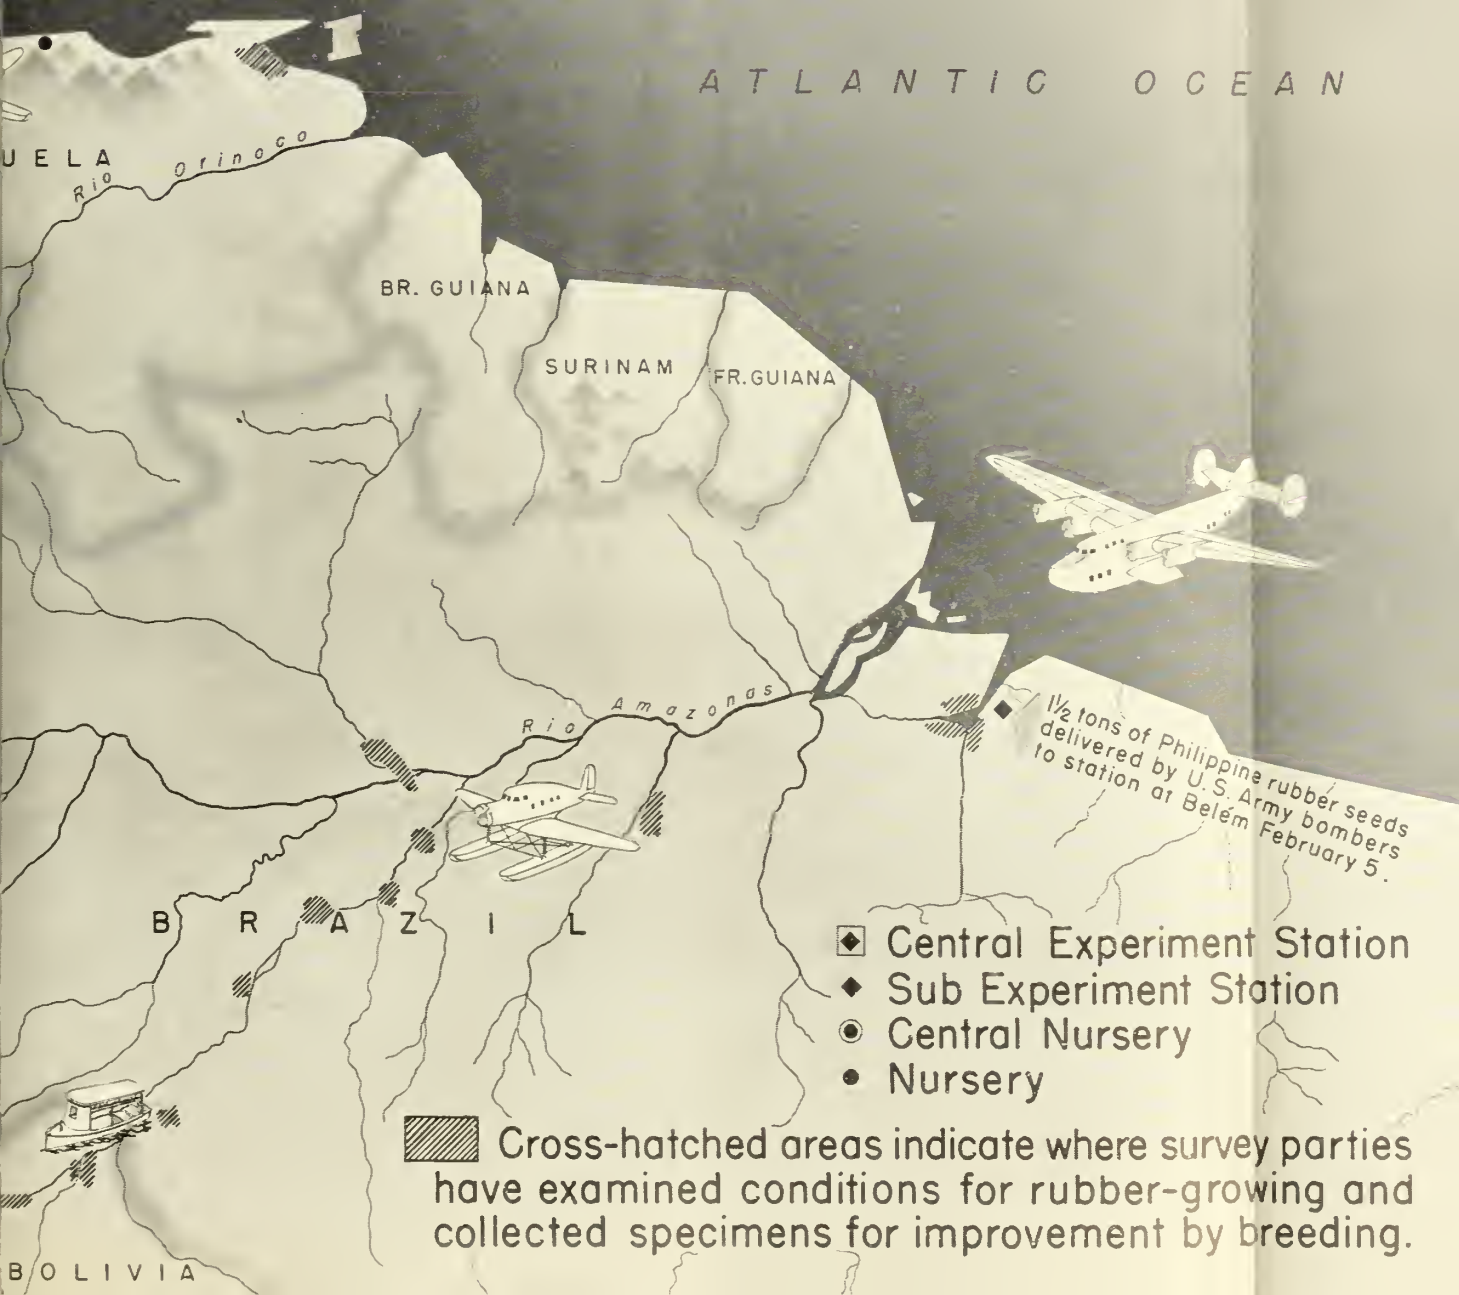 ATLANTIC OCEAN
UELA
Rio Orinoco
BR. GUIANA
SURINAM
FR. GUIANA
Rio Amazonas
1½ tons of Philippine rubber seeds
delivered by U.S. Army bombers
to station at Belém February 5.
BRAZIL
Central Experiment Station
Sub Experiment Station
Central Nursery
Nursery
Cross-hatched areas indicate where survey parties
have examined conditions for rubber-growing and
collected specimens for improvement by breeding.
BOLIVIA